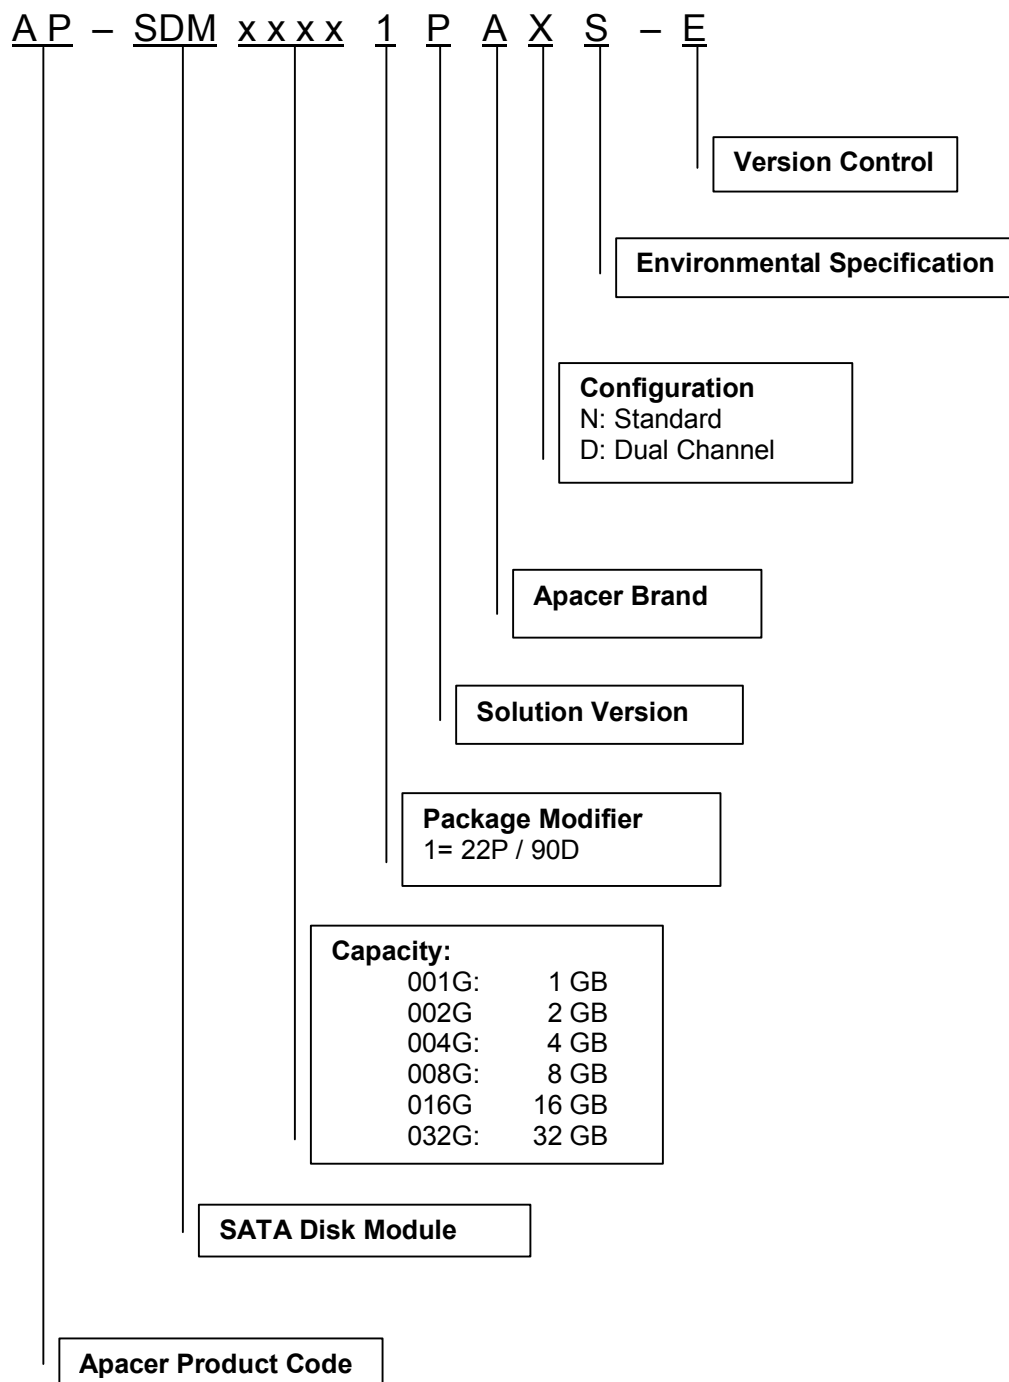 AP – SDM xxxx 1 P A X S – E
Version Control
Environmental Specification
Configuration
N: Standard
D: Dual Channel
Apacer Brand
Solution Version
Package Modifier
1= 22P / 90D
Capacity:
001G: 1 GB
002G 2 GB
004G: 4 GB
008G: 8 GB
016G 16 GB
032G: 32 GB
SATA Disk Module
Apacer Product Code